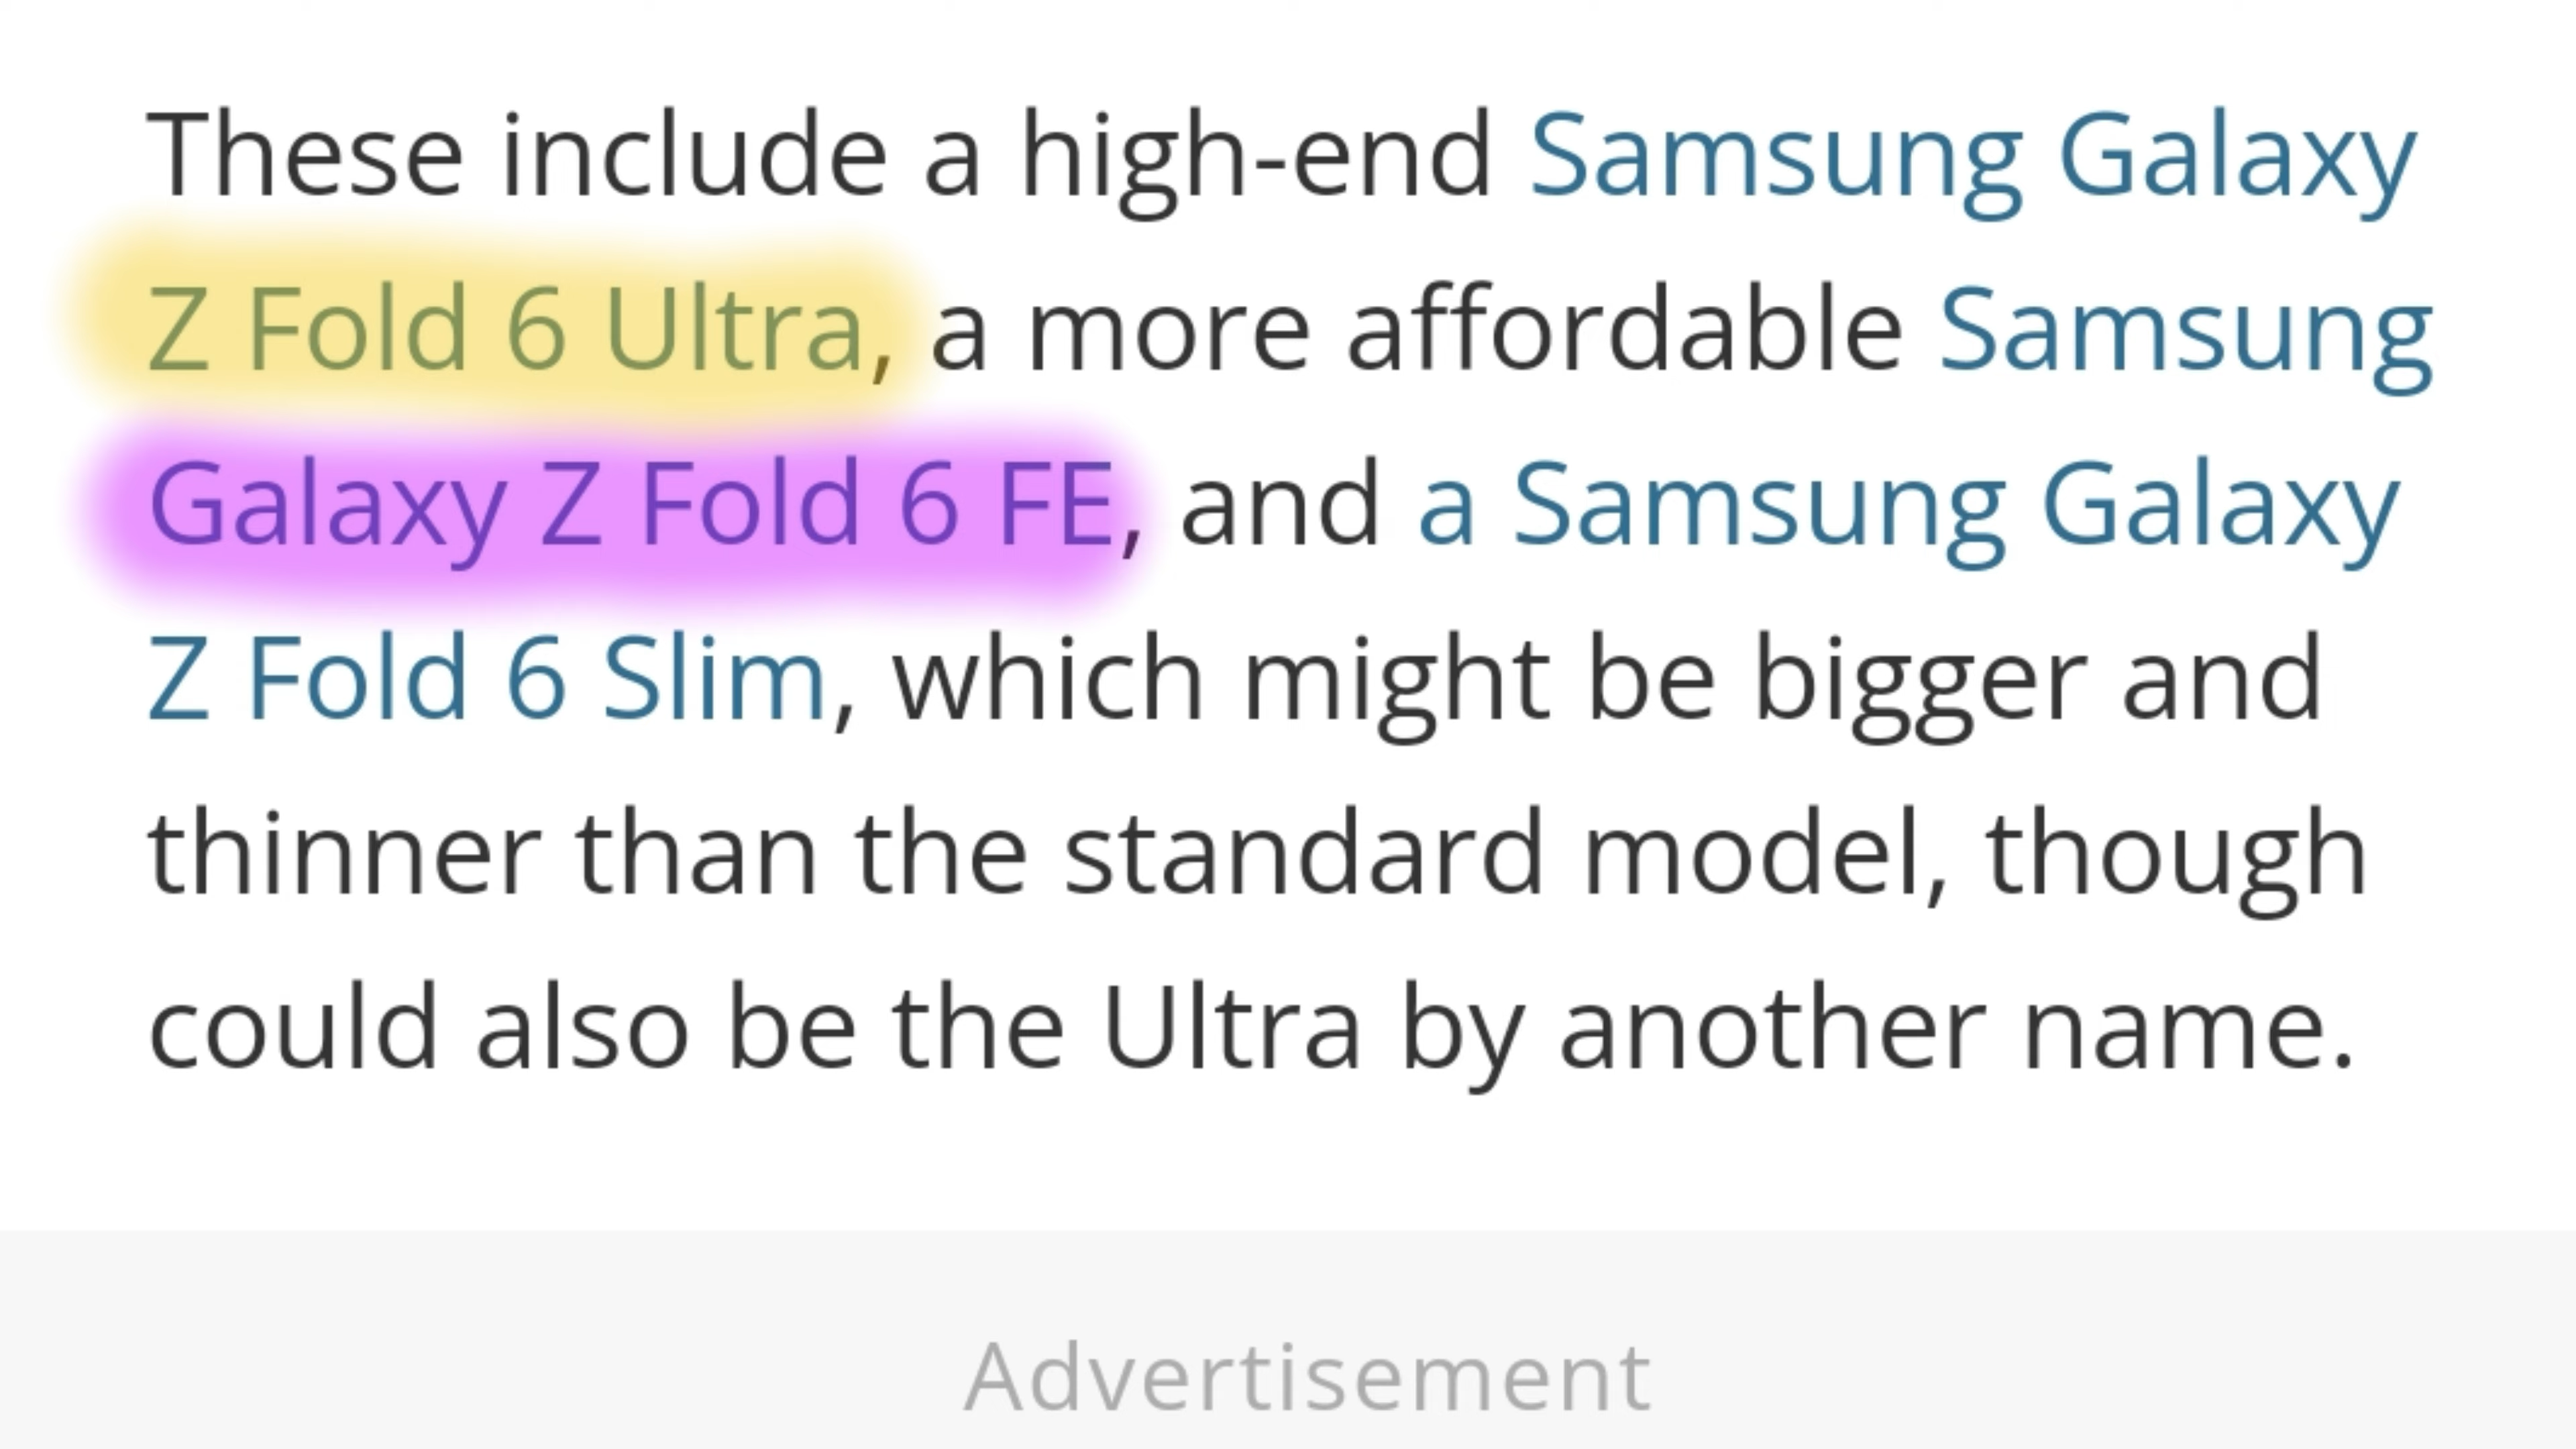 These include a high-end Samsung Galaxy
Z Fold 6 Ultra, a more affordable Samsung
Galaxy Z Fold 6 FE, and a Samsung Galaxy
Z Fold 6 Slim, which might be bigger and
thinner than the standard model, though
could also be the Ultra by another name.
Advertisement